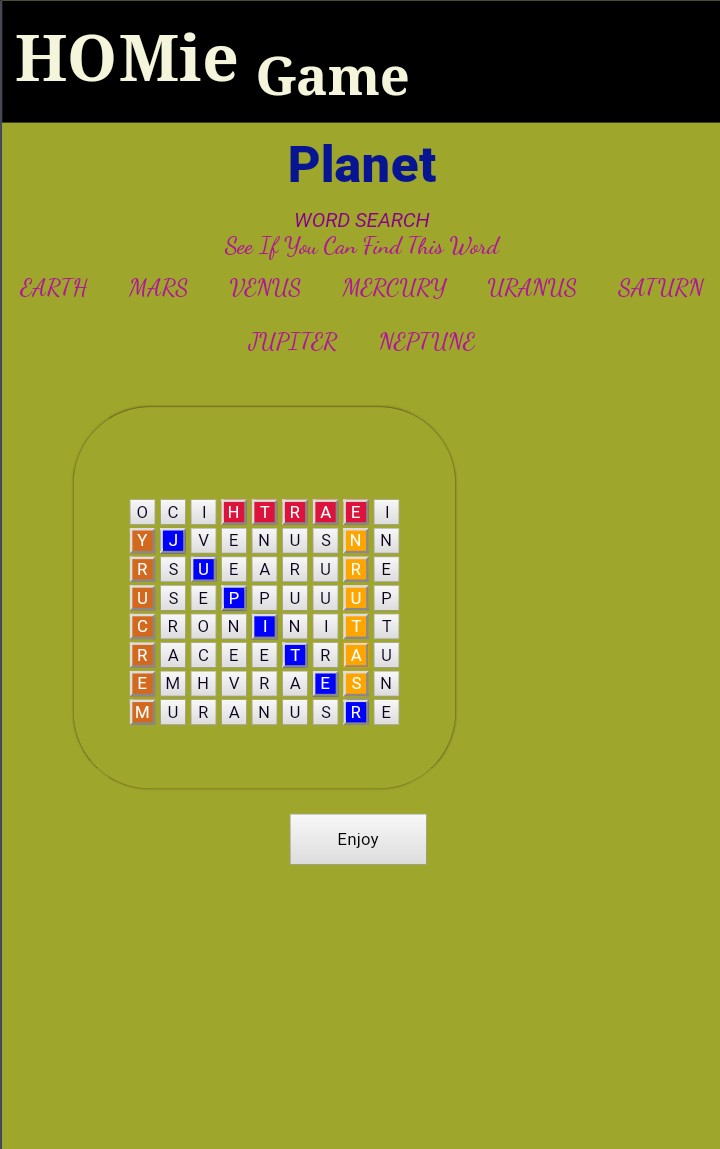 HOMie Game
Planet
WORD SEARCH
See If You Can Find This Word
EARTH MARS VENUS MERCURY URANUS SATURN
JUPITER NEPTUNE
O C I H T R A E I
Y J V E N U S N N
R S U E A R U R E
U S E P P U U U P
C R O N I N I T T
R A C E E T R A U
E M H V R A E S N
M U R A N U S R E
Enjoy